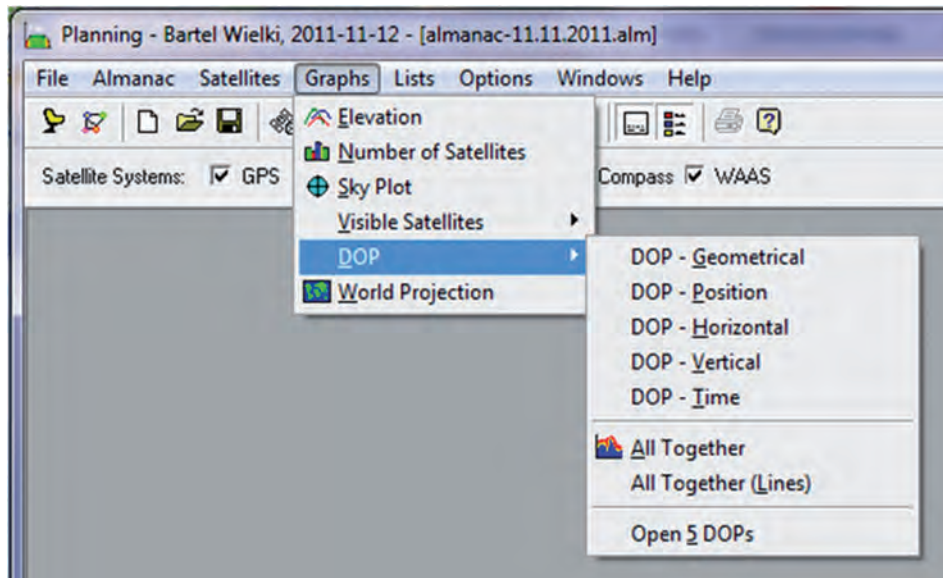 Planning - Bartel Wielki, 2011-11-12 - [almanac-11.11.2011.alm]
File Almanac Satellites Graphs Lists Options Windows Help
Satellite Systems: GPS Compass WAAS
Elevation
Number of Satellites
Sky Plot
Visible Satellites
DOP
World Projection
DOP - Geometrical
DOP - Position
DOP - Horizontal
DOP - Vertical
DOP - Time
All Together
All Together (Lines)
Open 5 DOPs